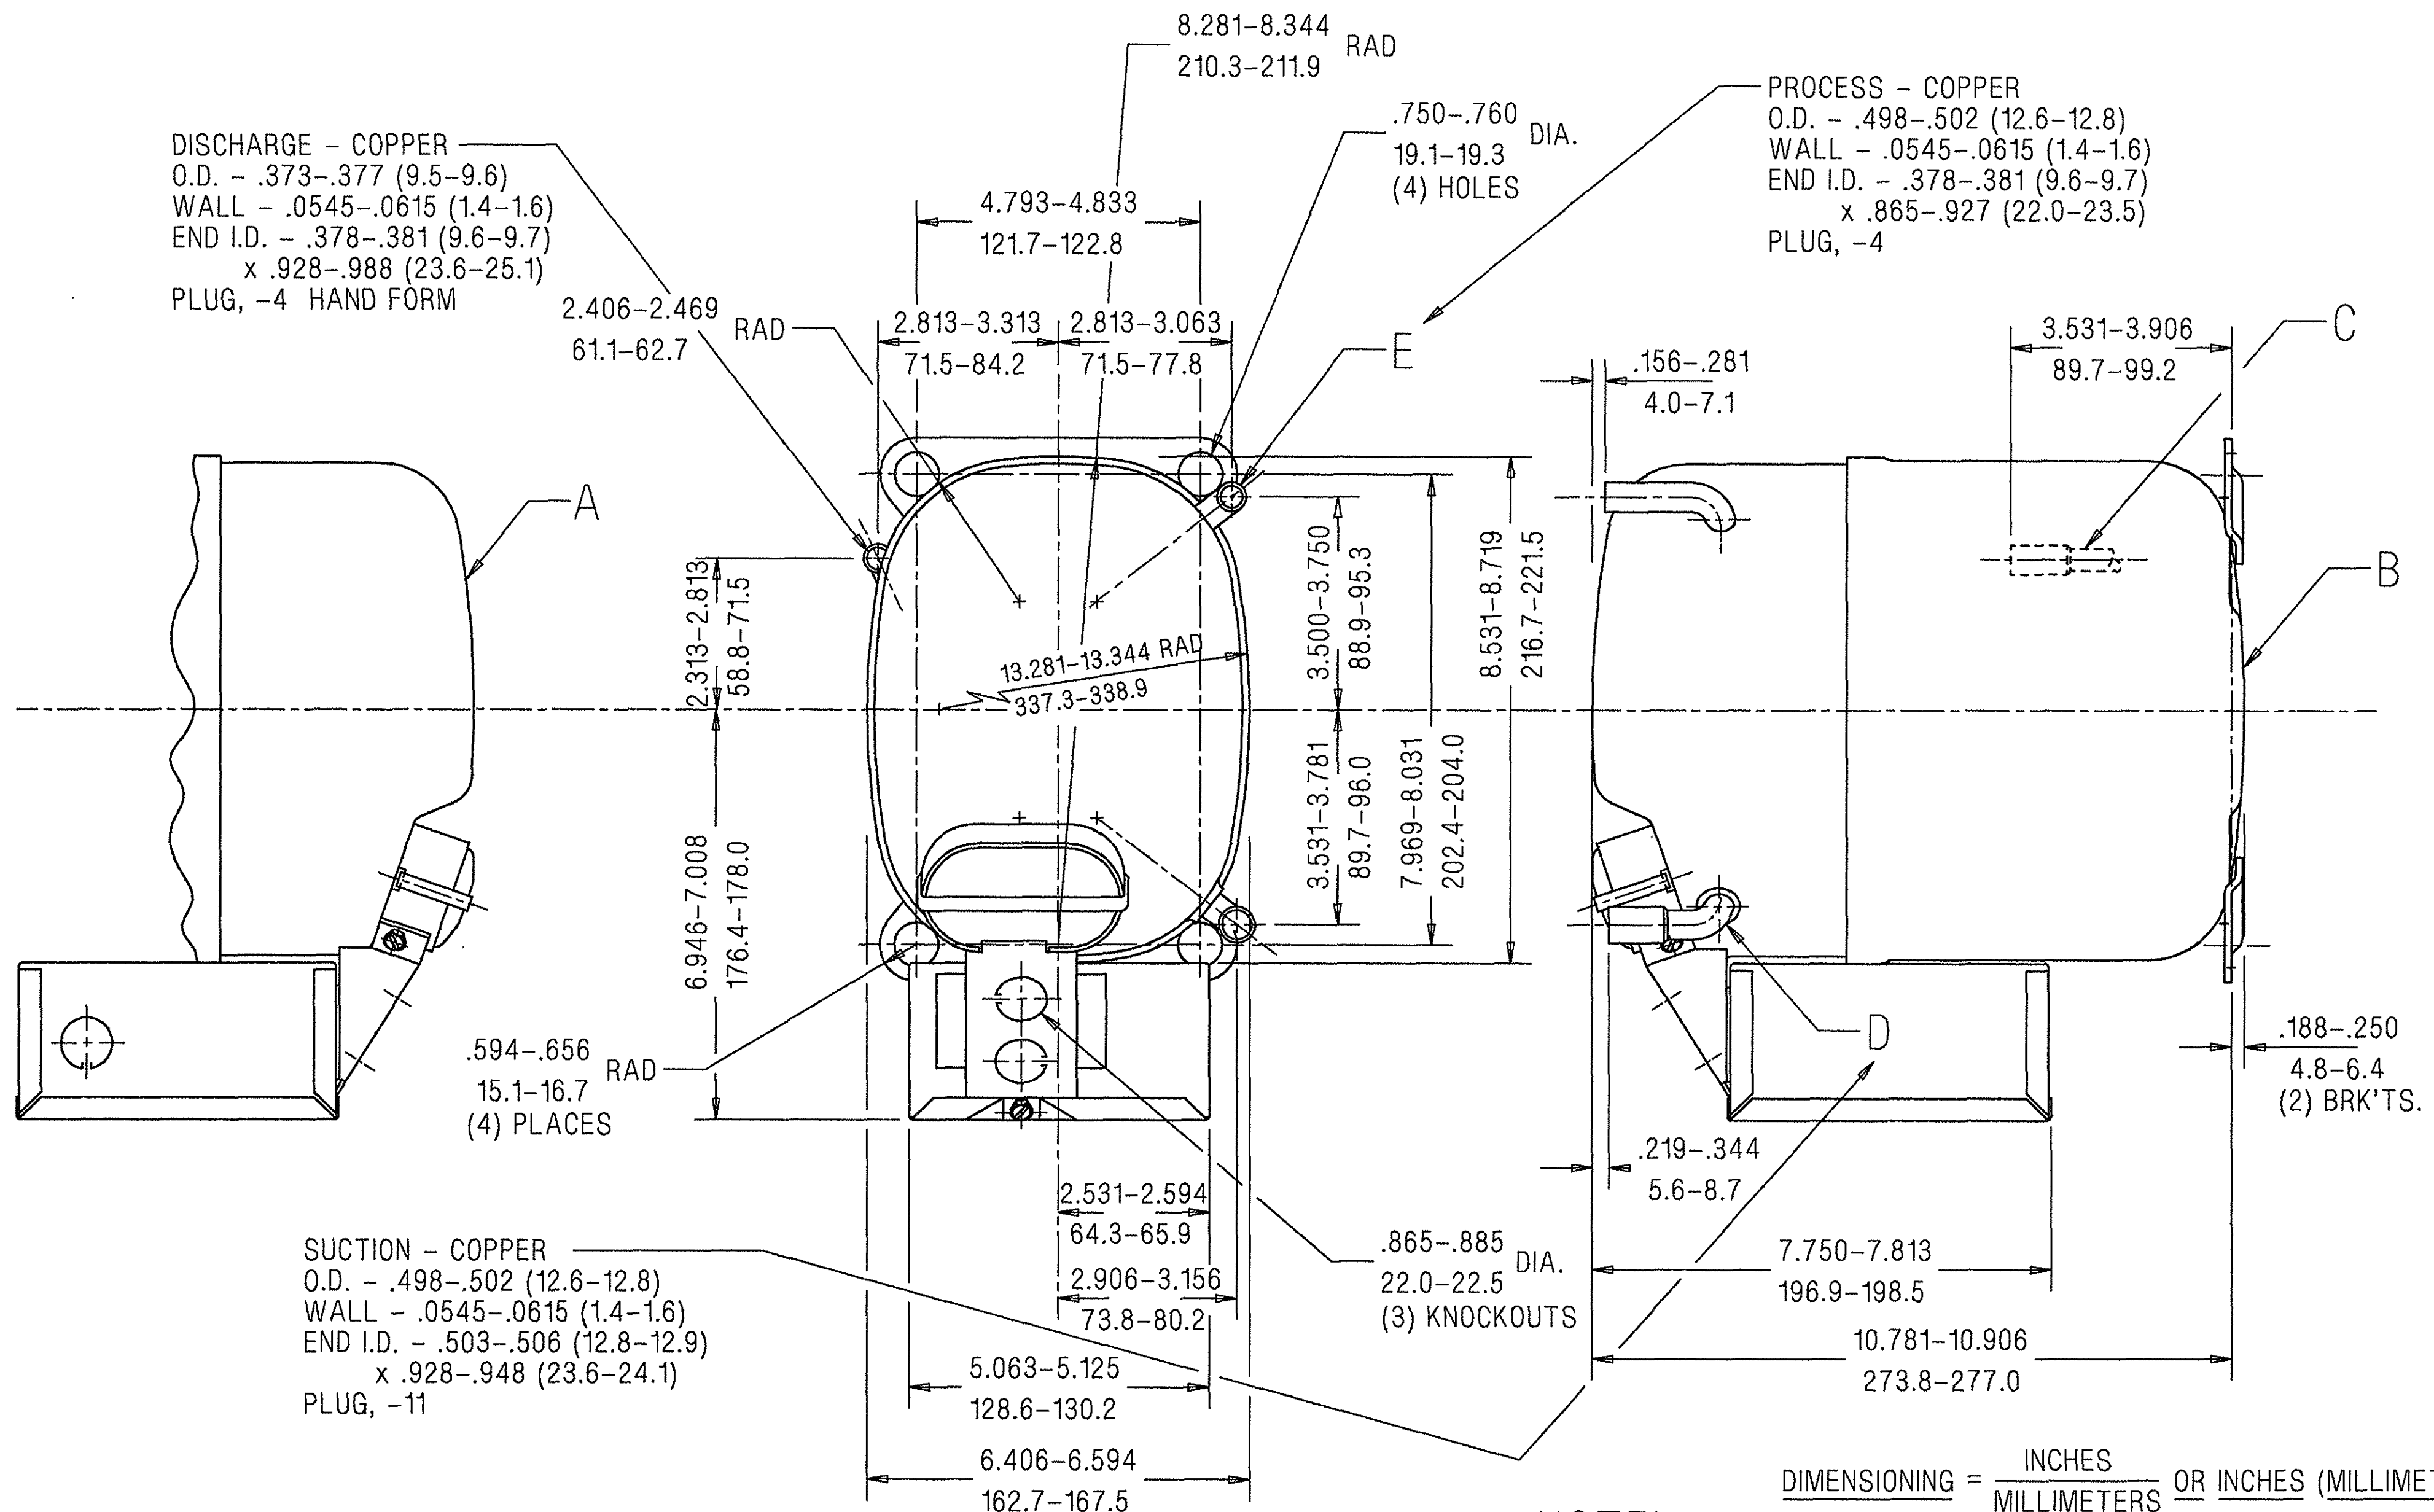 8.281-8.344
210.3-211.9 RAD
DISCHARGE - COPPER
O.D. - .373-.377 (9.5-9.6)
WALL - .0545-.0615 (1.4-1.6)
END I.D. - .378-.381 (9.6-9.7)
x .928-.988 (23.6-25.1)
PLUG, -4 HAND FORM
.750-.760 DIA.
19.1-19.3
(4) HOLES
PROCESS - COPPER
O.D. - .498-.502 (12.6-12.8)
WALL - .0545-.0615 (1.4-1.6)
END I.D. - .378-.381 (9.6-9.7)
x .865-.927 (22.0-23.5)
PLUG, -4
4.793-4.833
121.7-122.8
2.406-2.469 RAD
61.1-62.7
2.813-3.313
71.5-84.2
2.813-3.063
71.5-77.8
E
.156-.281
4.0-7.1
3.531-3.906
89.7-99.2
C
A
B
2.313-2.813
58.8-71.5
13.281-13.344 RAD
337.3-338.9
3.500-3.750
88.9-95.3
8.531-8.719
216.7-221.5
3.531-3.781
89.7-96.0
7.969-8.031
202.4-204.0
6.946-7.008
176.4-178.0
.594-.656 RAD
15.1-16.7
(4) PLACES
D
.188-.250
4.8-6.4
(2) BRK'TS.
.219-.344
5.6-8.7
2.531-2.594
64.3-65.9
2.906-3.156
73.8-80.2
.865-.885 DIA.
22.0-22.5
(3) KNOCKOUTS
7.750-7.813
196.9-198.5
SUCTION - COPPER
O.D. - .498-.502 (12.6-12.8)
WALL - .0545-.0615 (1.4-1.6)
END I.D. - .503-.506 (12.8-12.9)
x .928-.948 (23.6-24.1)
PLUG, -11
5.063-5.125
128.6-130.2
10.781-10.906
273.8-277.0
6.406-6.594
162.7-167.5
DIMENSIONING = INCHES OR INCHES (MILLIMET
MILLIMETERS